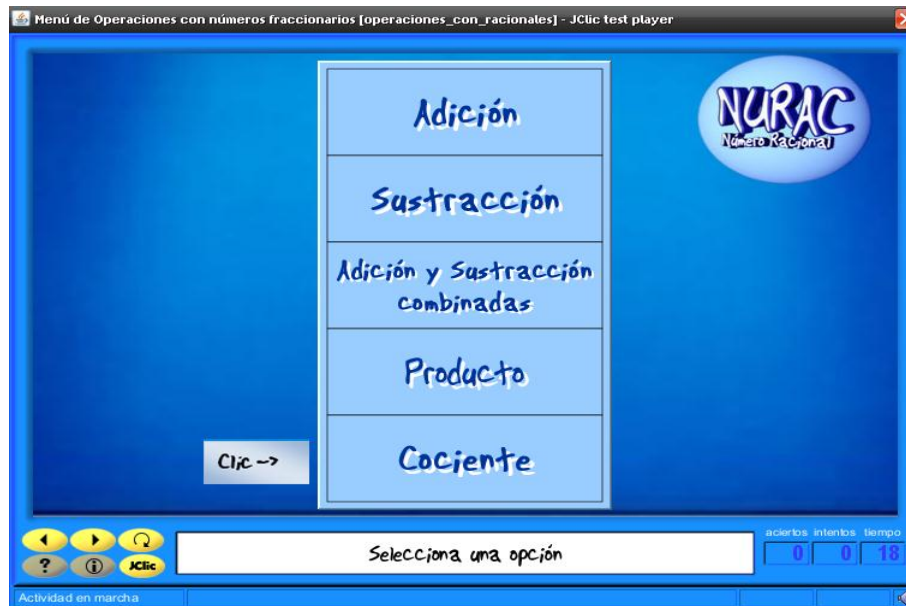 Menú de Operaciones con números fraccionarios [operaciones_con_racionales] - JClic test player
Adición
NURAC
Número Racional
Sustracción
Adición y Sustracción
combinadas
Producto
Clic ->
Cociente
aciertos intentos tiempo
Selecciona una opción
0 0 18
? i JClic
Actividad en marcha